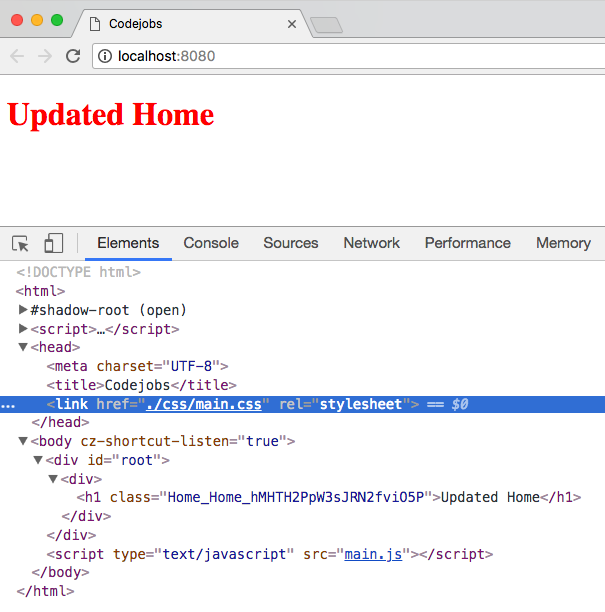 Codejobs
localhost:8080
Updated Home
Elements Console Sources Network Performance Memory
<!DOCTYPE html>
<html>
#shadow-root (open)
<script>…</script>
<head>
<meta charset="UTF-8">
<title>Codejobs</title>
… <link href="./css/main.css" rel="stylesheet"> == $0
</head>
<body cz-shortcut-listen="true">
<div id="root">
<div>
<h1 class="Home_Home_hMHTH2PpW3sJRN2fviO5P">Updated Home</h1>
</div>
</div>
<script type="text/javascript" src="main.js"></script>
</body>
</html>